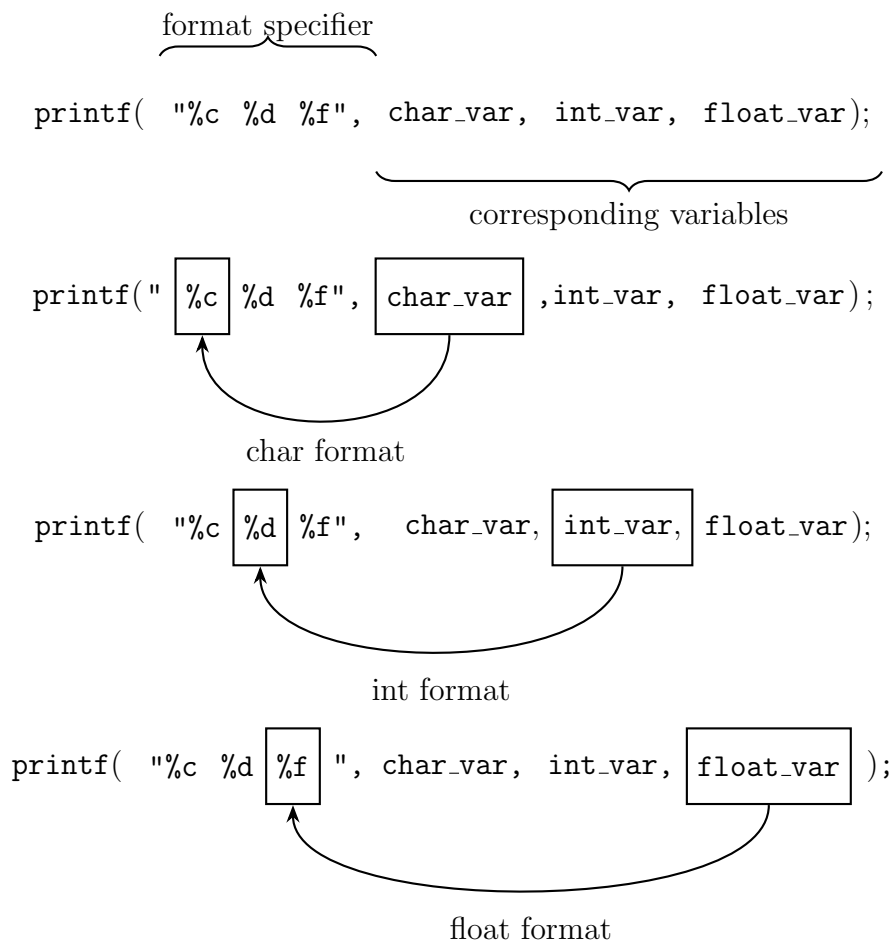 format specifier
printf( "%c %d %f", char_var, int_var, float_var);
corresponding variables
printf(" %c %d %f", char_var ,int_var, float_var);
char format
printf( "%c %d %f", char_var, int_var, float_var);
int format
printf( "%c %d %f ", char_var, int_var, float_var );
float format